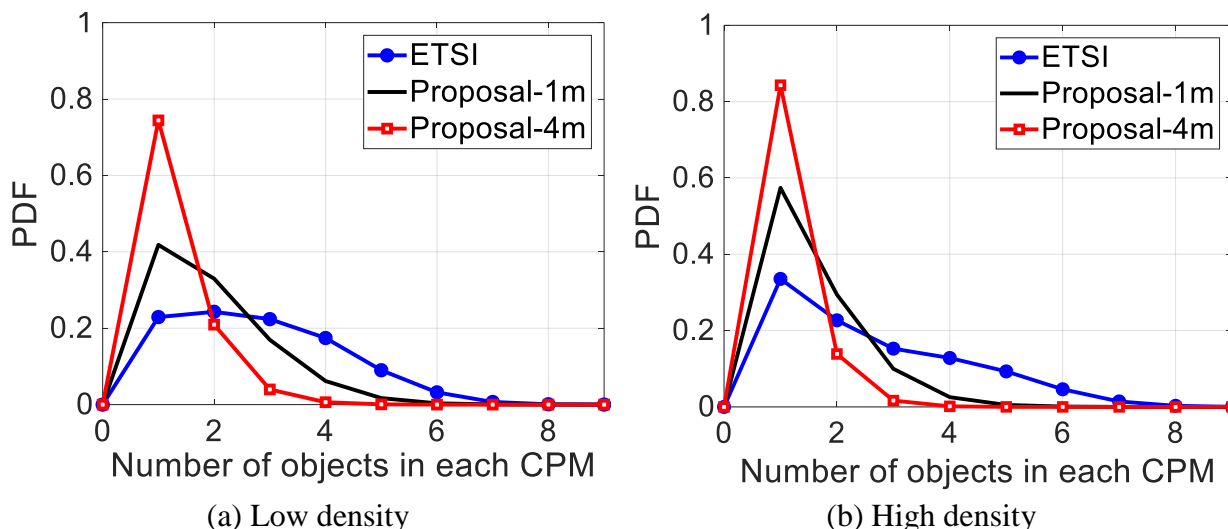 1
0.8
0.6
0.4
0.2
0
PDF
0 2 4 6 8
Number of objects in each CPM
ETSI
Proposal-1m
Proposal-4m
(a) Low density
1
0.8
0.6
0.4
0.2
0
PDF
0 2 4 6 8
Number of objects in each CPM
ETSI
Proposal-1m
Proposal-4m
(b) High density